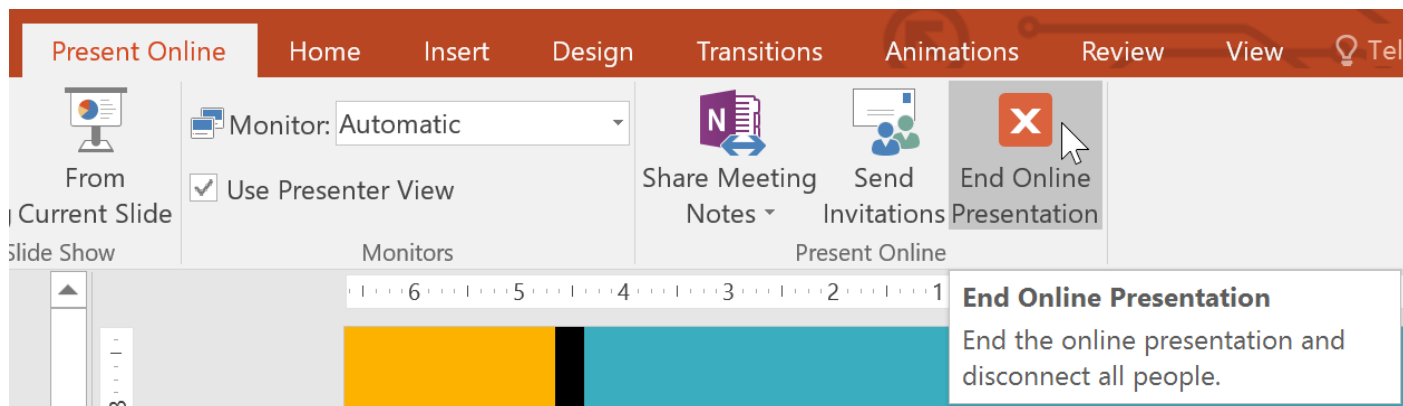 Present Online Home Insert Design Transitions Animations Review View Tel
From
Current Slide
Slide Show
Monitor: Automatic
Use Presenter View
Monitors
N
Share Meeting
Notes
Send
Invitations
End Online
Presentation
Present Online
6 5 4 3 2 1
8
End Online Presentation
End the online presentation and
disconnect all people.